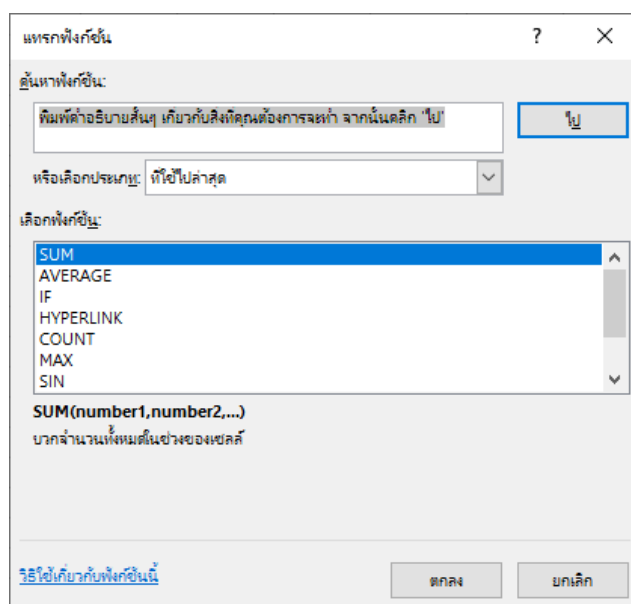 แทรกฟังก์ชัน ? ×
ค้นหาฟังก์ชัน:
พิมพ์คำอธิบายสั้นๆ เกี่ยวกับสิ่งที่คุณต้องการจะทำ จากนั้นคลิก 'ไป'
ไป
หรือเลือกประเภท: ที่ใช้ไปล่าสุด
เลือกฟังก์ชัน:
SUM
AVERAGE
IF
HYPERLINK
COUNT
MAX
SIN
SUM(number1,number2,...)
บวกจำนวนทั้งหมดในช่วงของเซลล์
วิธีใช้เกี่ยวกับฟังก์ชันนี้
ตกลง
ยกเลิก